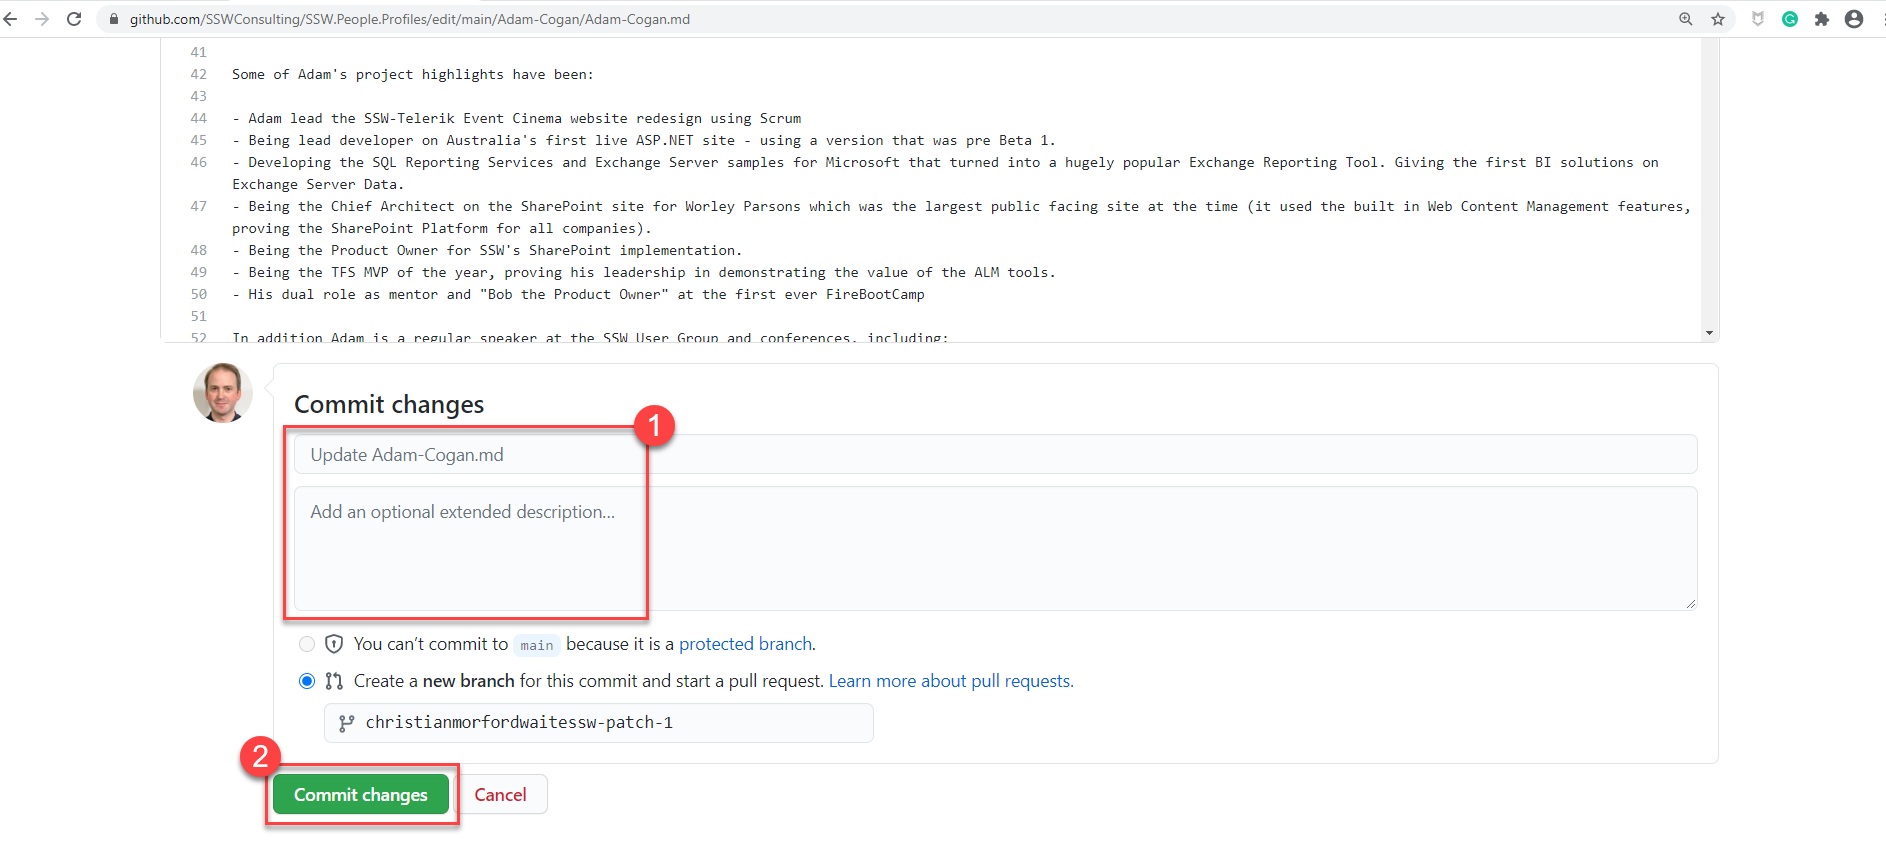 github.com/SSWConsulting/SSW.People.Profiles/edit/main/Adam-Cogan/Adam-Cogan.md
41
42 Some of Adam's project highlights have been:
43
44 - Adam lead the SSW-Telerik Event Cinema website redesign using Scrum
45 - Being lead developer on Australia's first live ASP.NET site - using a version that was pre Beta 1.
46 - Developing the SQL Reporting Services and Exchange Server samples for Microsoft that turned into a hugely popular Exchange Reporting Tool. Giving the first BI solutions on
Exchange Server Data.
47 - Being the Chief Architect on the SharePoint site for Worley Parsons which was the largest public facing site at the time (it used the built in Web Content Management features,
proving the SharePoint Platform for all companies).
48 - Being the Product Owner for SSW's SharePoint implementation.
49 - Being the TFS MVP of the year, proving his leadership in demonstrating the value of the ALM tools.
50 - His dual role as mentor and "Bob the Product Owner" at the first ever FireBootCamp
51
52 In addition Adam is a regular speaker at the SSW User Group and conferences, including:
Commit changes
1
Update Adam-Cogan.md
Add an optional extended description...
You can't commit to main because it is a protected branch.
Create a new branch for this commit and start a pull request. Learn more about pull requests.
christianmorfordwaitessw-patch-1
2
Commit changes
Cancel